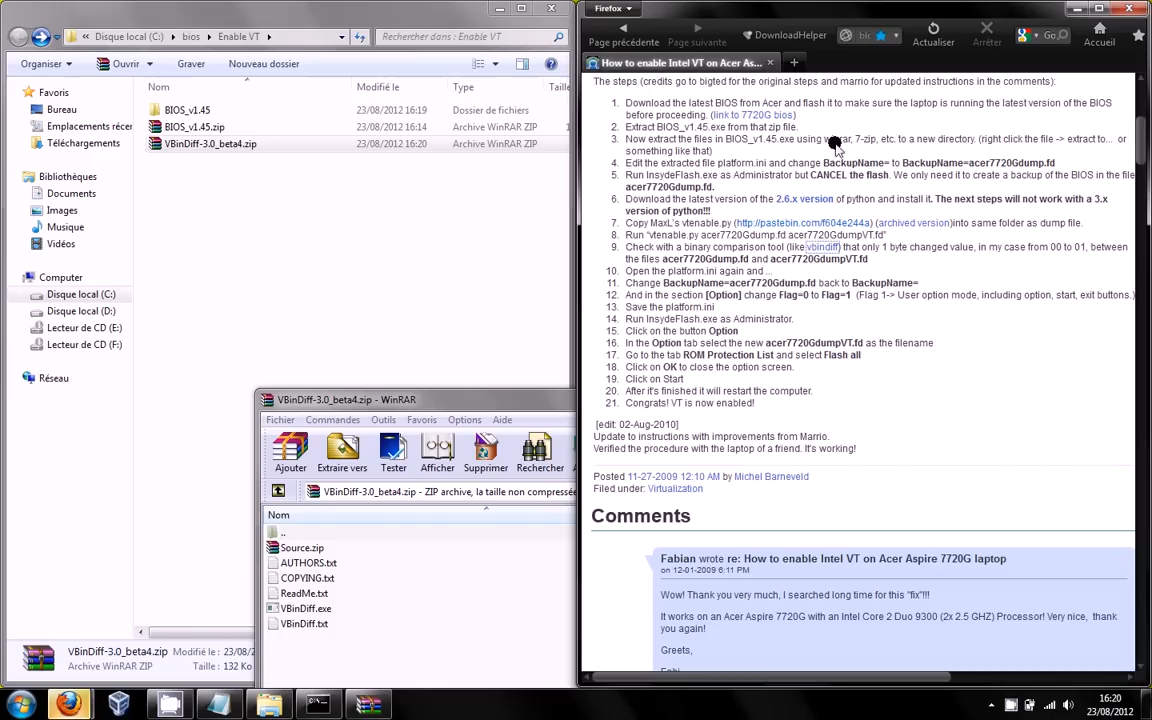 Disque local (C:) ▸ bios ▸ Enable VT ▸
Rechercher dans : Enable VT
Organiser
Ouvrir
Graver
Nouveau dossier
Nom
Modifié le
Type
Taille
Favoris
Bureau
Emplacements récer
Téléchargements
Bibliothèques
Documents
Images
Musique
Vidéos
Computer
Disque local (C:)
Disque local (D:)
Lecteur de CD (E:)
Lecteur de CD (F:)
Réseau
BIOS_v1.45 23/08/2012 16:19 Dossier de fichiers
BIOS_v1.45.zip 23/08/2012 16:19 Archive WinRAR ZIP 14
VBinDiff-3.0_beta4.zip 23/08/2012 16:20 Archive WinRAR ZIP
VBinDiff-3.0_beta4.zip Modifié le : 23/08/2
Archive WinRAR ZIP Taille : 132 Ko
VBinDiff-3.0_beta4.zip - WinRAR
Fichier Commandes Outils Favoris Options Aide
Ajouter Extraire vers Tester Afficher Supprimer Rechercher
VBinDiff-3.0_beta4.zip - ZIP archive, la taille non compressée
Nom
..
Source.zip
AUTHORS.txt
COPYING.txt
ReadMe.txt
VBinDiff.exe
VBinDiff.txt
Firefox
Page précédente
Page suivante
DownloadHelper
blc
Actualiser
Arrêter
Go
Accueil
How to enable Intel VT on Acer As...
The steps (credits go to bigted for the original steps and marrio for updated instructions in the comments):
1. Download the latest BIOS from Acer and flash it to make sure the laptop is running the latest version of the BIOS
before proceeding. (link to 7720G bios)
2. Extract BIOS_v1.45.exe from that zip file.
3. Now extract the files in BIOS_v1.45.exe using w rar, 7-zip, etc. to a new directory. (right click the file -> extract to... or
something like that)
4. Edit the extracted file platform.ini and change BackupName= to BackupName=acer7720Gdump.fd
5. Run InsydeFlash.exe as Administrator but CANCEL the flash. We only need it to create a backup of the BIOS in the file
acer7720Gdump.fd.
6. Download the latest version of the 2.6.x version of python and install it. The next steps will not work with a 3.x
version of python!!!
7. Copy MaxL's vtenable.py (http://pastebin.com/f604e244a) (archived version)into same folder as dump file.
8. Run "vtenable.py acer7720Gdump.fd acer7720GdumpVT.fd"
9. Check with a binary comparison tool (like vbindiff) that only 1 byte changed value, in my case from 00 to 01, between
the files acer7720Gdump.fd and acer7720GdumpVT.fd
10. Open the platform.ini again and ...
11. Change BackupName=acer7720Gdump.fd back to BackupName=
12. And in the section [Option] change Flag=0 to Flag=1 (Flag 1-> User option mode, including option, start, exit buttons.)
13. Save the platform.ini
14. Run InsydeFlash.exe as Administrator.
15. Click on the button Option
16. In the Option tab select the new acer7720GdumpVT.fd as the filename
17. Go to the tab ROM Protection List and select Flash all
18. Click on OK to close the option screen.
19. Click on Start
20. After it's finished it will restart the computer.
21. Congrats! VT is now enabled!
[edit: 02-Aug-2010]
Update to instructions with improvements from Marrio.
Verified the procedure with the laptop of a friend. It's working!
Posted 11-27-2009 12:10 AM by Michel Barneveld
Filed under: Virtualization
Comments
Fabian wrote re: How to enable Intel VT on Acer Aspire 7720G laptop
on 12-01-2009 6:11 PM
Wow! Thank you very much, I searched long time for this "fix"!!!
It works on an Acer Aspire 7720G with an Intel Core 2 Duo 9300 (2x 2.5 GHZ) Processor! Very nice, thank
you again!
Greets,
16:20
23/08/2012